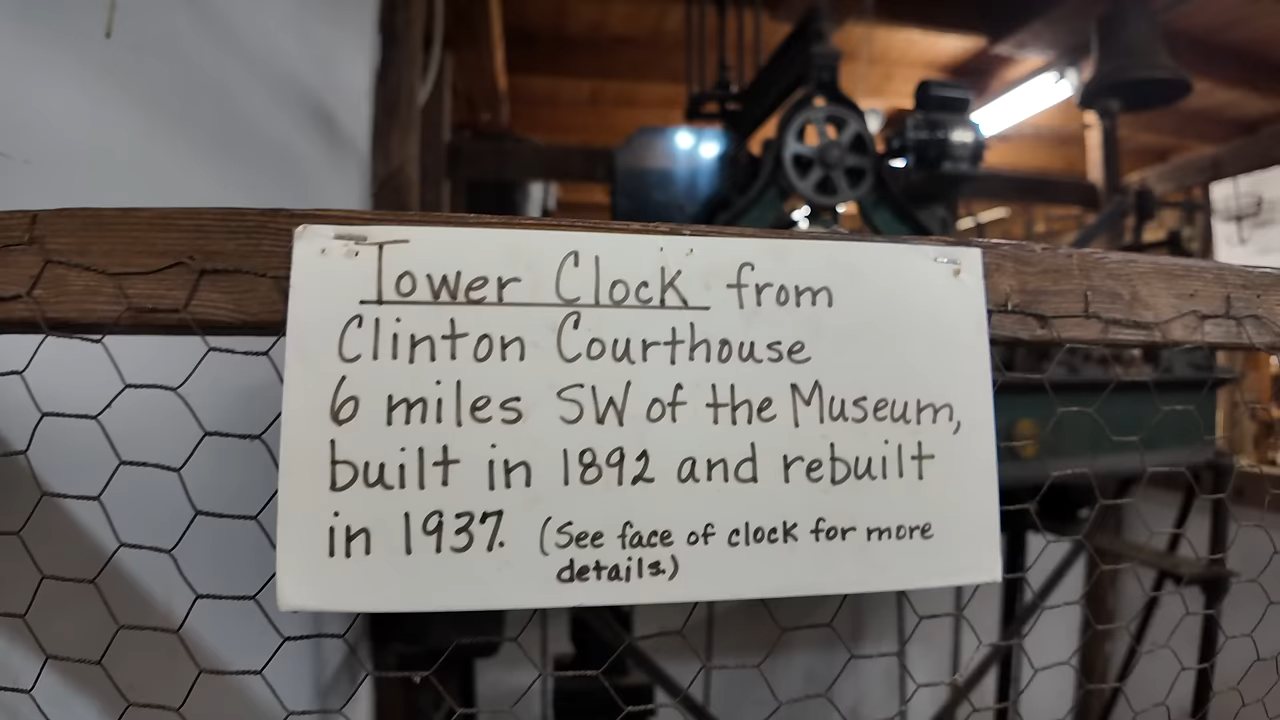 Tower Clock from
Clinton Courthouse
6 miles SW of the Museum,
built in 1892 and rebuilt
in 1937. (See face of clock for more
details.)